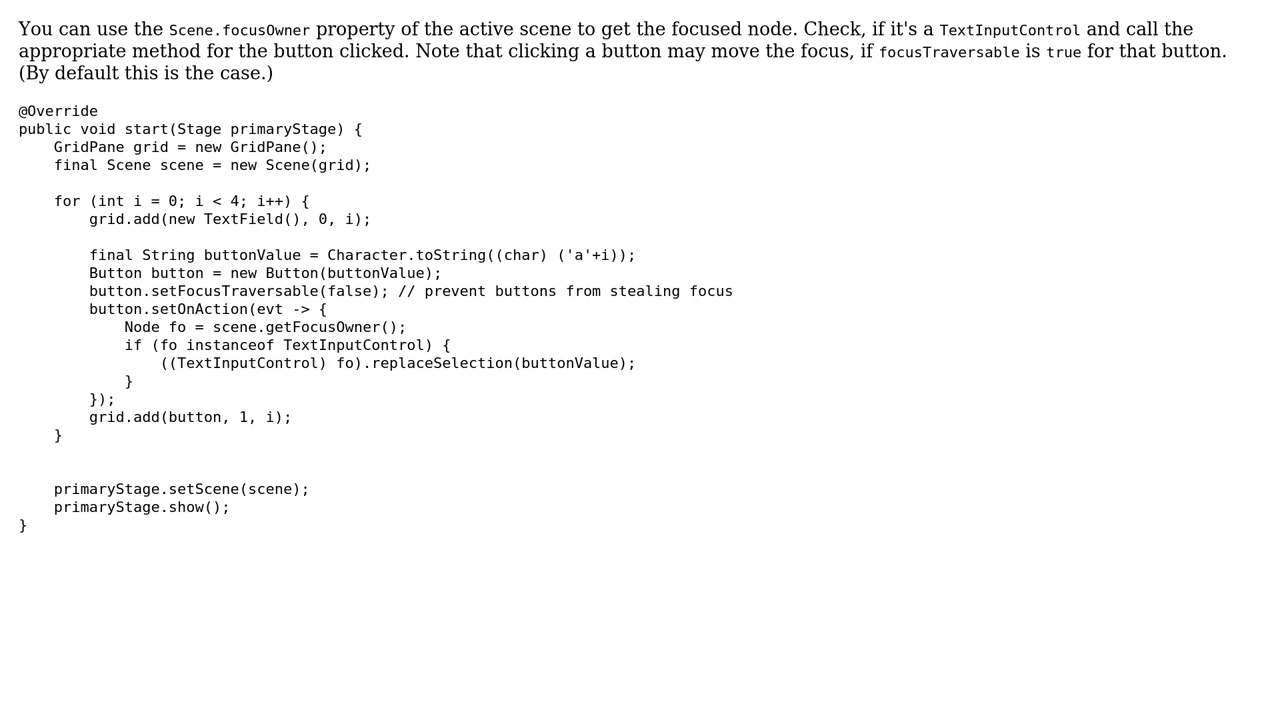 You can use the Scene.focusOwner property of the active scene to get the focused node. Check, if it's a TextInputControl and call the
appropriate method for the button clicked. Note that clicking a button may move the focus, if focusTraversable is true for that button.
(By default this is the case.)
@Override
public void start(Stage primaryStage) {
    GridPane grid = new GridPane();
    final Scene scene = new Scene(grid);

    for (int i = 0; i < 4; i++) {
        grid.add(new TextField(), 0, i);

        final String buttonValue = Character.toString((char) ('a'+i));
        Button button = new Button(buttonValue);
        button.setFocusTraversable(false); // prevent buttons from stealing focus
        button.setOnAction(evt -> {
            Node fo = scene.getFocusOwner();
            if (fo instanceof TextInputControl) {
                ((TextInputControl) fo).replaceSelection(buttonValue);
            }
        });
        grid.add(button, 1, i);
    }


    primaryStage.setScene(scene);
    primaryStage.show();
}